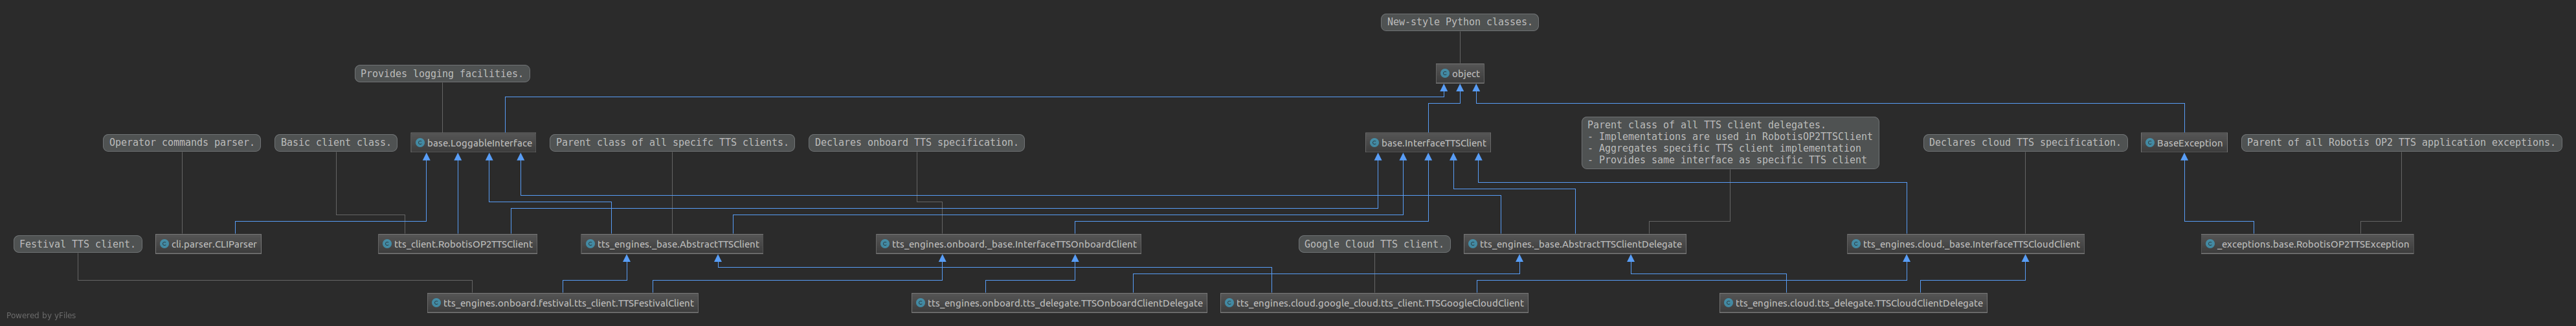 New-style Python classes.
Provides logging facilities.
object
Operator commands parser.
Basic client class.
base.LoggableInterface
Parent class of all specifc TTS clients.
Declares onboard TTS specification.
base.InterfaceTTSClient
Parent class of all TTS client delegates.
- Implementations are used in RobotisOP2TTSClient
- Aggregates specific TTS client implementation
- Provides same interface as specific TTS client
Declares cloud TTS specification.
BaseException
Parent of all Robotis OP2 TTS application exceptions.
Festival TTS client.
cli.parser.CLIParser
tts_client.RobotisOP2TTSClient
tts_engines._base.AbstractTTSClient
tts_engines.onboard._base.InterfaceTTSOnboardClient
Google Cloud TTS client.
tts_engines._base.AbstractTTSClientDelegate
tts_engines.cloud._base.InterfaceTTSCloudClient
_exceptions.base.RobotisOP2TTSException
tts_engines.onboard.festival.tts_client.TTSFestivalClient
tts_engines.onboard.tts_delegate.TTSOnboardClientDelegate
tts_engines.cloud.google_cloud.tts_client.TTSGoogleCloudClient
tts_engines.cloud.tts_delegate.TTSCloudClientDelegate
Powered by yFiles